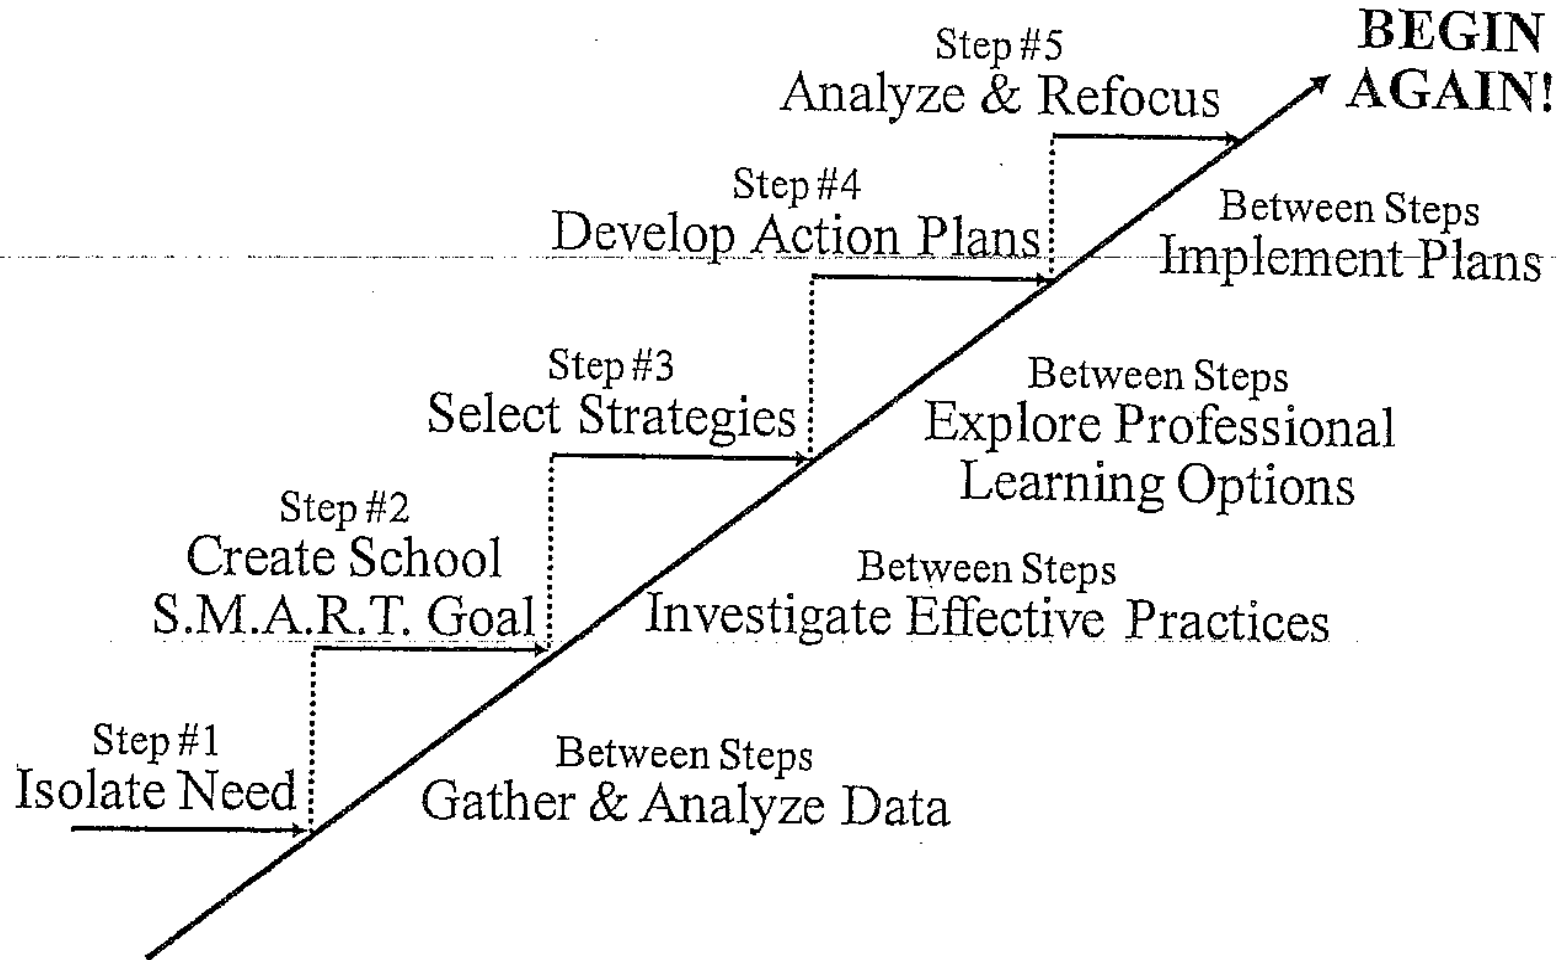 BEGIN
AGAIN!
Step #5
Analyze & Refocus
Step #4
Develop Action Plans
Between Steps
Implement Plans
Step #3
Select Strategies
Between Steps
Explore Professional
Learning Options
Step #2
Create School
S.M.A.R.T. Goal
Between Steps
Investigate Effective Practices
Step #1
Isolate Need
Between Steps
Gather & Analyze Data